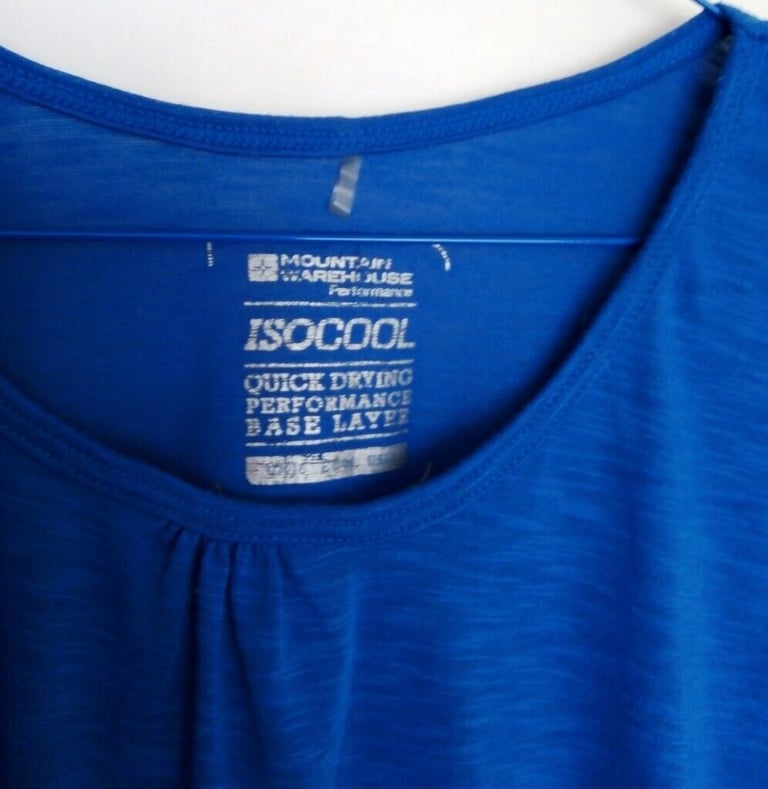 MOUNTAIN
WAREHOUSE
Performance
ISOCOOL
QUICK DRYING
PERFORMANCE
BASE LAYER